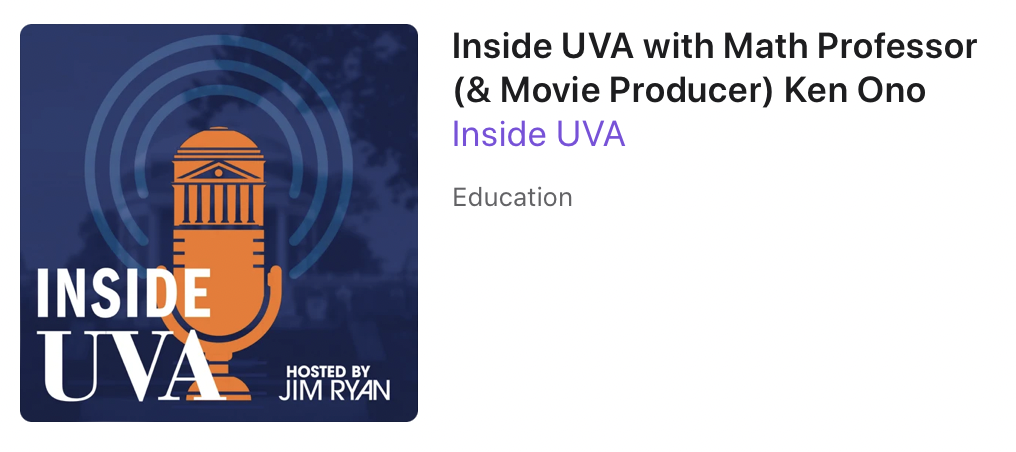 INSIDE
UVA
HOSTED BY
JIM RYAN
Inside UVA with Math Professor
(& Movie Producer) Ken Ono
Inside UVA
Education